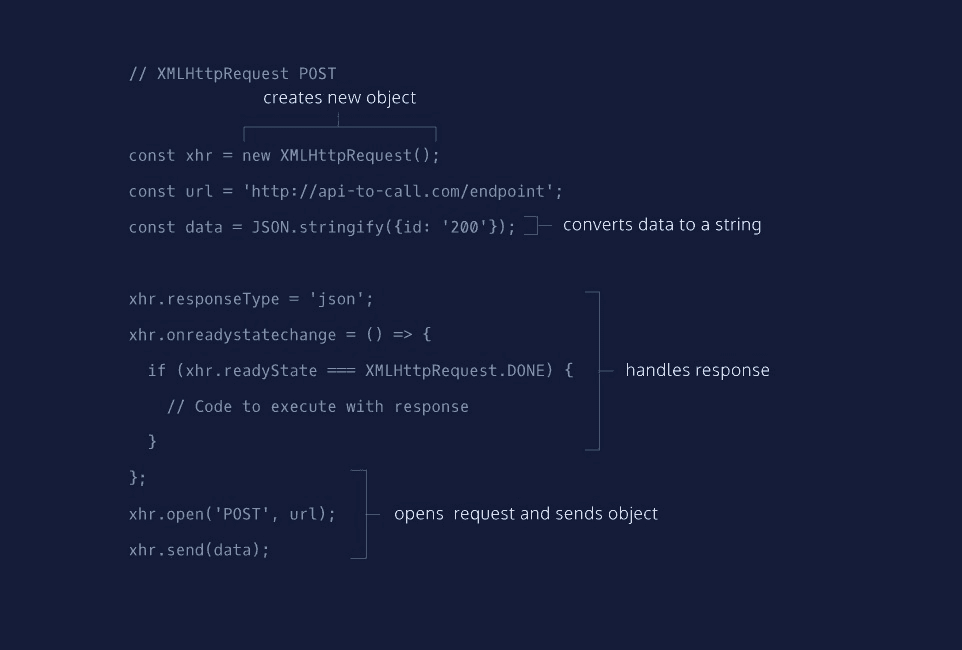 // XMLHttpRequest POST
creates new object
const xhr = new XMLHttpRequest();
const url = 'http://api-to-call.com/endpoint';
const data = JSON.stringify({id: '200'}); converts data to a string
xhr.responseType = 'json';
xhr.onreadystatechange = () => {
if (xhr.readyState === XMLHttpRequest.DONE) { handles response
// Code to execute with response
}
};
xhr.open('POST', url); opens request and sends object
xhr.send(data);